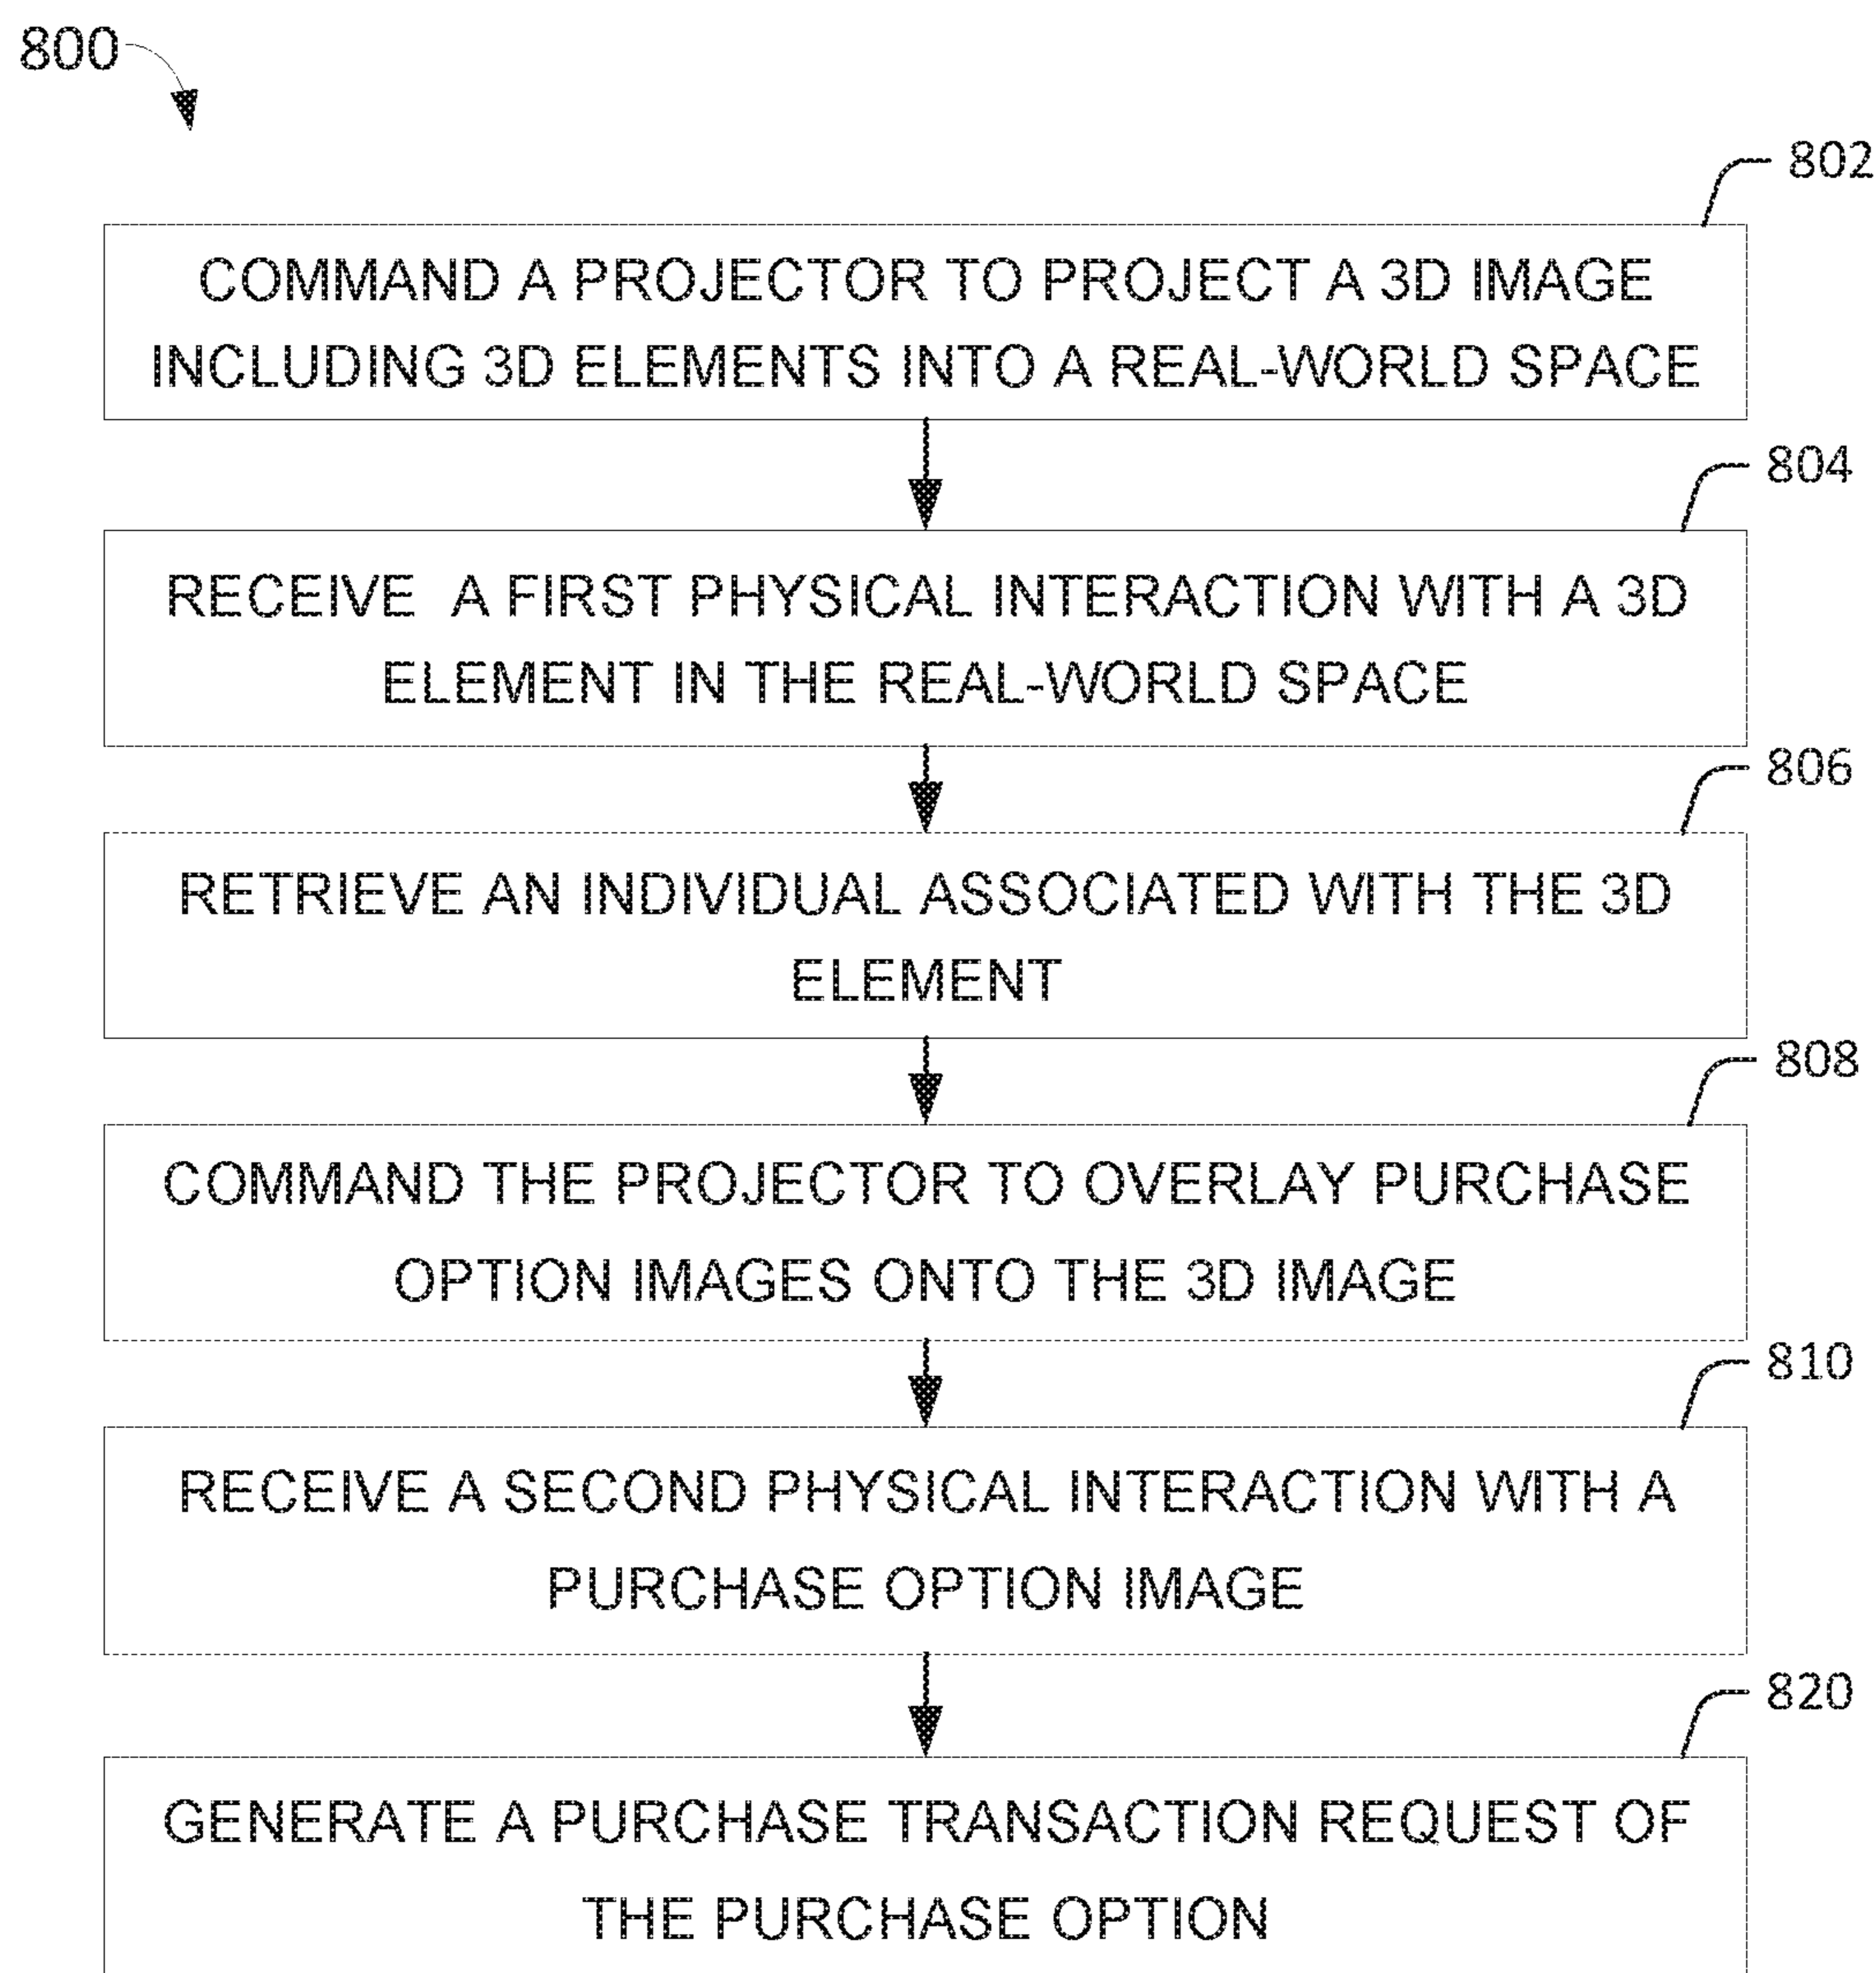 800
802
COMMAND A PROJECTOR TO PROJECT A 3D IMAGE
INCLUDING 3D ELEMENTS INTO A REAL-WORLD SPACE
804
RECEIVE A FIRST PHYSICAL INTERACTION WITH A 3D
ELEMENT IN THE REAL-WORLD SPACE
806
RETRIEVE AN INDIVIDUAL ASSOCIATED WITH THE 3D
ELEMENT
808
COMMAND THE PROJECTOR TO OVERLAY PURCHASE
OPTION IMAGES ONTO THE 3D IMAGE
810
RECEIVE A SECOND PHYSICAL INTERACTION WITH A
PURCHASE OPTION IMAGE
820
GENERATE A PURCHASE TRANSACTION REQUEST OF
THE PURCHASE OPTION